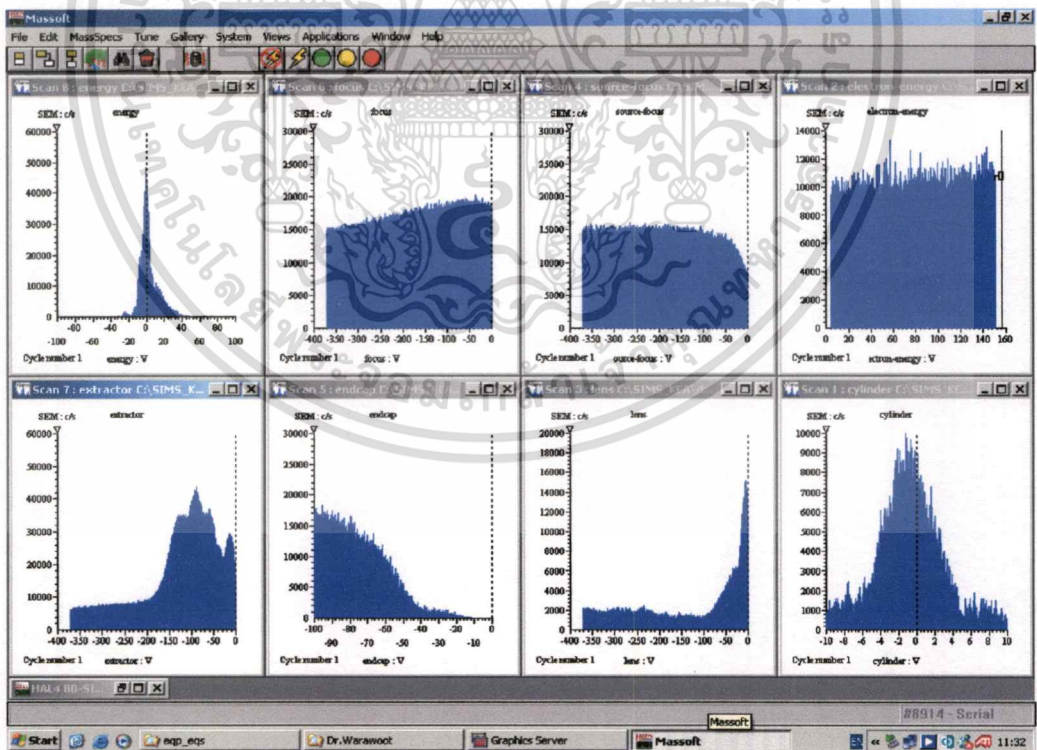 Massoft
File Edit MassSpecs Tune Gallery System Views Applications Window Help
Scan 8: energy C:\SIMS_KEA
SEM : c/s energy
60000
50000
40000
30000
20000
10000
0
-80 -60 -40 -20 0 20 40 60 80 100
Cycle number 1 energy : V
Scan 6 : focus C:\SIMS
SEM : c/s focus
30000
25000
20000
15000
10000
5000
0
-400 -350 -300 -250 -200 -150 -100 -50 0
Cycle number 1 focus : V
Scan 4 : source-focus
SEM : c/s source-focus
30000
25000
20000
15000
10000
5000
0
-400 -350 -300 -250 -200 -150 -100 -50 0
Cycle number 1 ource-focus : V
Scan 2 : electron-energy
SEM : c/s electron-energy
14000
12000
10000
8000
6000
4000
2000
0
0 20 40 60 80 100 120 140 160
Cycle number 1 ectron-energy : V
Scan 7 : extractor C:\SIMS_K...
SEM : c/s extractor
60000
50000
40000
30000
20000
10000
0
-400 -350 -300 -250 -200 -150 -100 -50 0
Cycle number 1 extractor : V
Scan 5 : endcap
SEM : c/s endcap
30000
25000
20000
15000
10000
5000
0
-100 -80 -60 -40 -20 0
-90 -70 -50 -30 -10
Cycle number 1 endcap : V
Scan 3 : lens
SEM : c/s lens
20000
18000
16000
14000
12000
10000
8000
6000
4000
2000
0
-400 -350 -300 -250 -200 -150 -100 -50 0
Cycle number 1 lens : V
Scan 1 : cylinder C:\SIMS_KE
SEM : c/s cylinder
10000
9000
8000
7000
6000
5000
4000
3000
2000
1000
0
-10 -8 -6 -4 -2 0 2 4 6 8 10
Cycle number 1 cylinder : V
#8914 - Serial
Massoft
Start eqp_eqs Dr.Warawoot Graphics Server Massoft 11:32